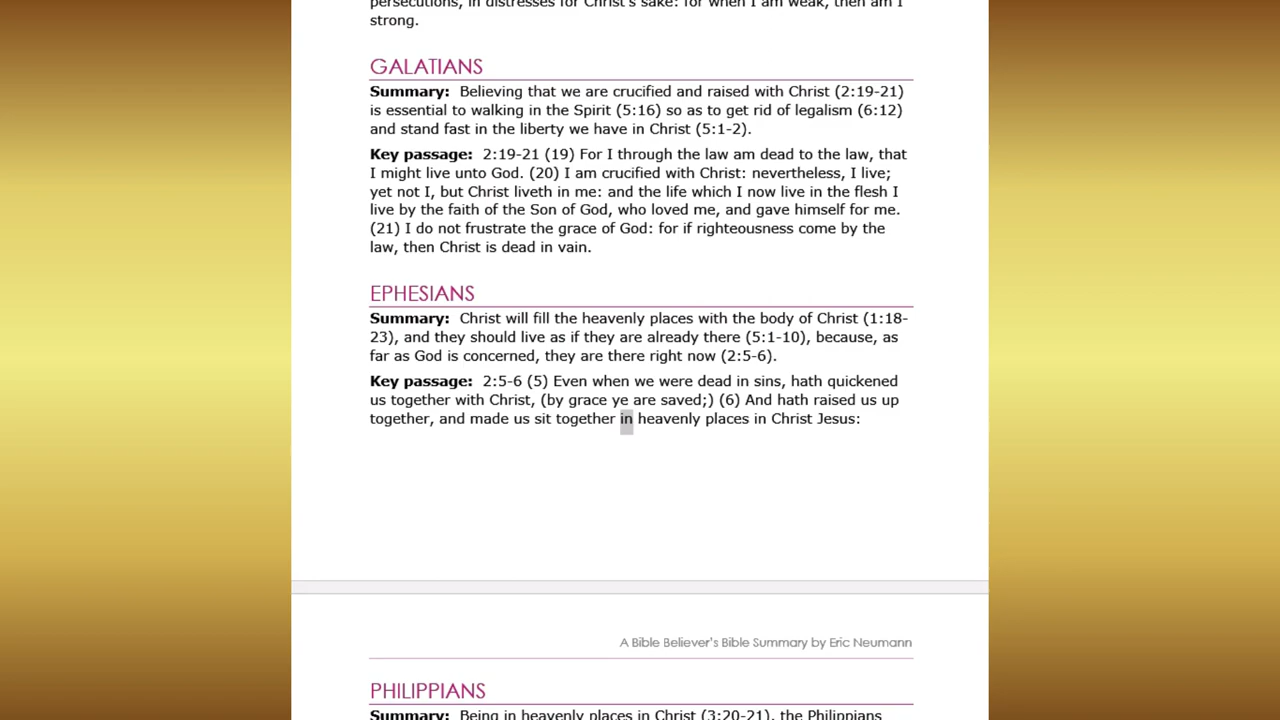 persecutions, in distresses for Christ's sake: for when I am weak, then am I
strong.
GALATIANS
Summary: Believing that we are crucified and raised with Christ (2:19-21)
is essential to walking in the Spirit (5:16) so as to get rid of legalism (6:12)
and stand fast in the liberty we have in Christ (5:1-2).
Key passage: 2:19-21 (19) For I through the law am dead to the law, that
I might live unto God. (20) I am crucified with Christ: nevertheless, I live;
yet not I, but Christ liveth in me: and the life which I now live in the flesh I
live by the faith of the Son of God, who loved me, and gave himself for me.
(21) I do not frustrate the grace of God: for if righteousness come by the
law, then Christ is dead in vain.
EPHESIANS
Summary: Christ will fill the heavenly places with the body of Christ (1:18-
23), and they should live as if they are already there (5:1-10), because, as
far as God is concerned, they are there right now (2:5-6).
Key passage: 2:5-6 (5) Even when we were dead in sins, hath quickened
us together with Christ, (by grace ye are saved;) (6) And hath raised us up
together, and made us sit together in heavenly places in Christ Jesus:
A Bible Believer's Bible Summary by Eric Neumann
PHILIPPIANS
Summary: Being in heavenly places in Christ (3:20-21), the Philippians